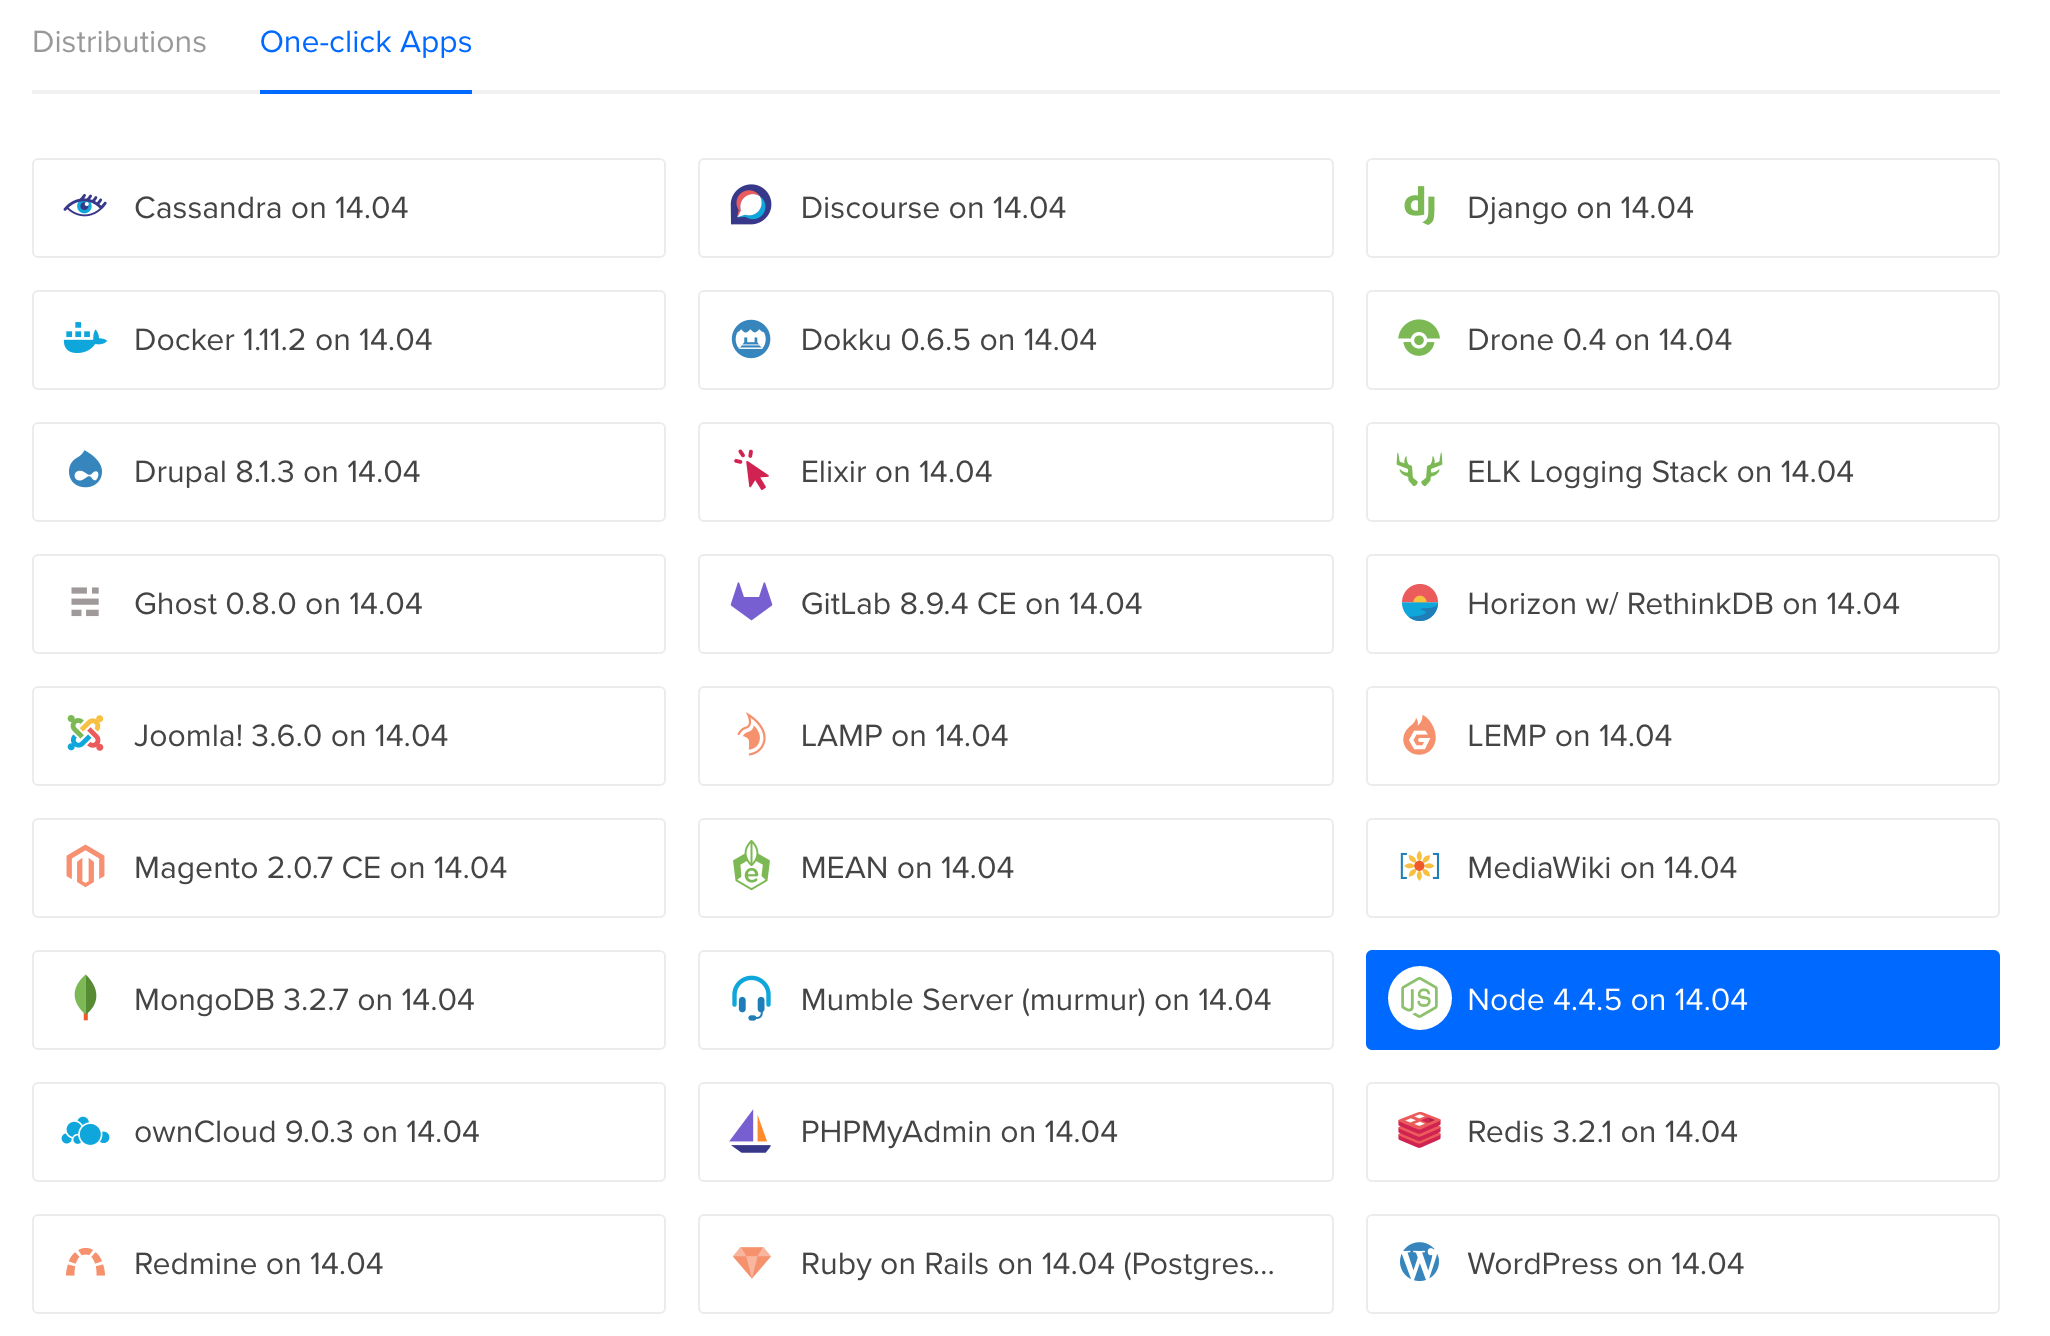 Distributions
One-click Apps
Cassandra on 14.04
Discourse on 14.04
Django on 14.04
Docker 1.11.2 on 14.04
Dokku 0.6.5 on 14.04
Drone 0.4 on 14.04
Drupal 8.1.3 on 14.04
Elixir on 14.04
ELK Logging Stack on 14.04
Ghost 0.8.0 on 14.04
GitLab 8.9.4 CE on 14.04
Horizon w/ RethinkDB on 14.04
Joomla! 3.6.0 on 14.04
LAMP on 14.04
LEMP on 14.04
Magento 2.0.7 CE on 14.04
MEAN on 14.04
MediaWiki on 14.04
MongoDB 3.2.7 on 14.04
Mumble Server (murmur) on 14.04
Node 4.4.5 on 14.04
ownCloud 9.0.3 on 14.04
PHPMyAdmin on 14.04
Redis 3.2.1 on 14.04
Redmine on 14.04
Ruby on Rails on 14.04 (Postgres...
WordPress on 14.04